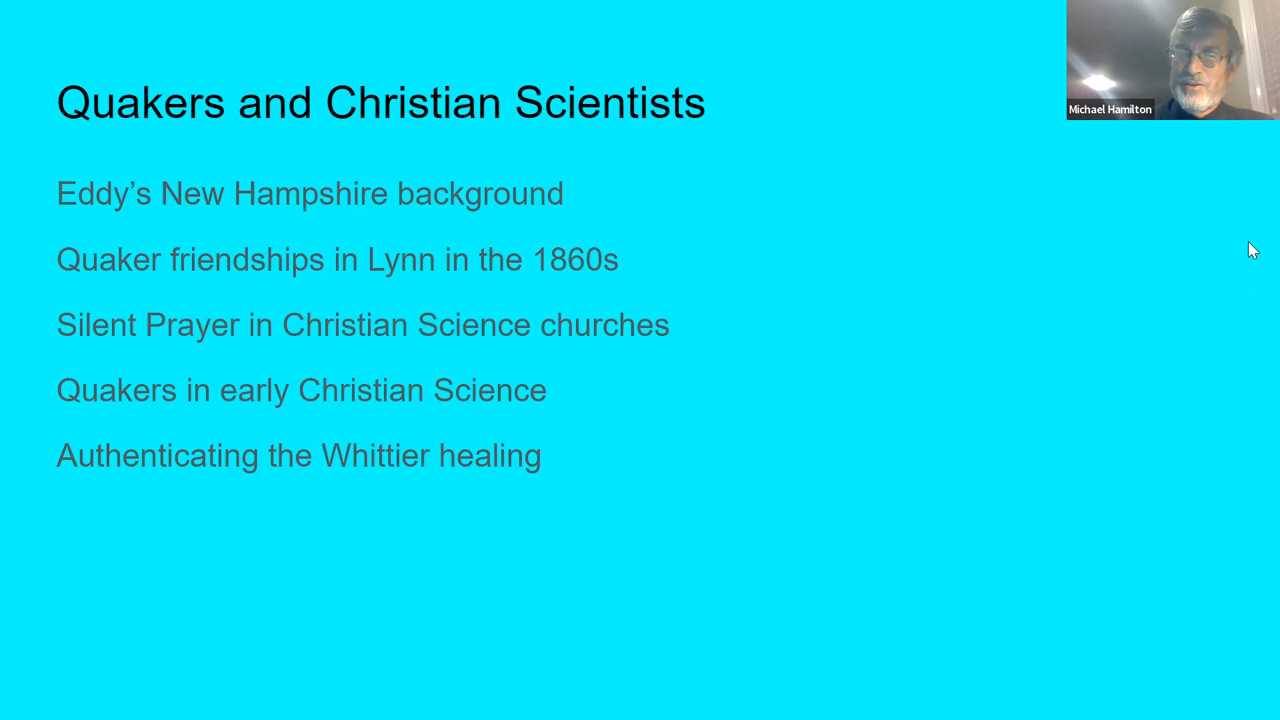 Quakers and Christian Scientists
Michael Hamilton
Eddy’s New Hampshire background
Quaker friendships in Lynn in the 1860s
Silent Prayer in Christian Science churches
Quakers in early Christian Science
Authenticating the Whittier healing